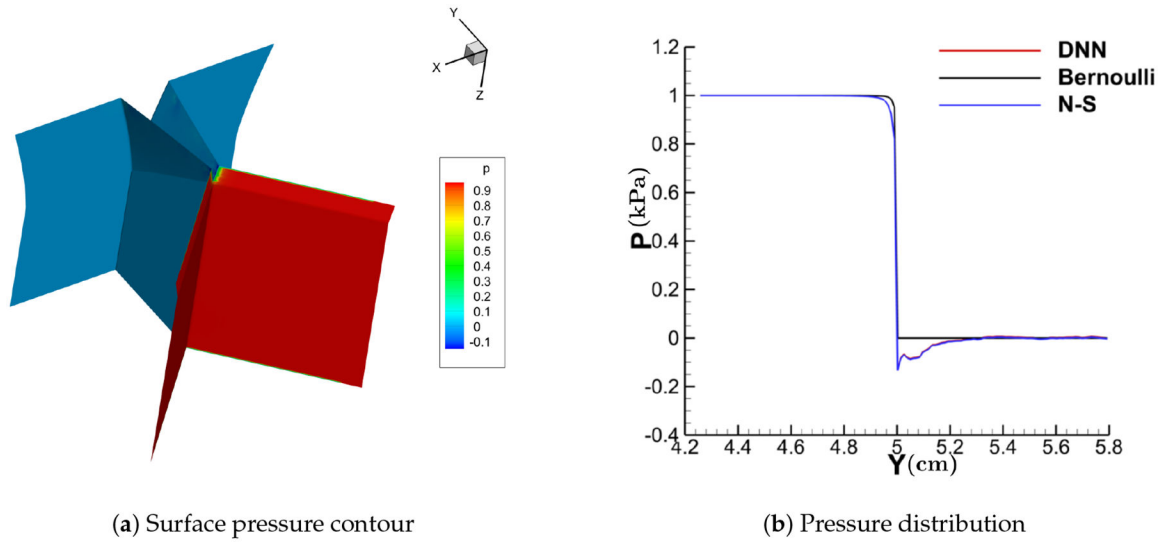 Y
X
Z
p
0.9
0.8
0.7
0.6
0.5
0.4
0.3
0.2
0.1
0
-0.1
DNN
Bernoulli
N-S
P(kPa)
1.2
1
0.8
0.6
0.4
0.2
0
-0.2
-0.4
4.2 4.4 4.6 4.8 5 5.2 5.4 5.6 5.8
Y(cm)
(a) Surface pressure contour
(b) Pressure distribution